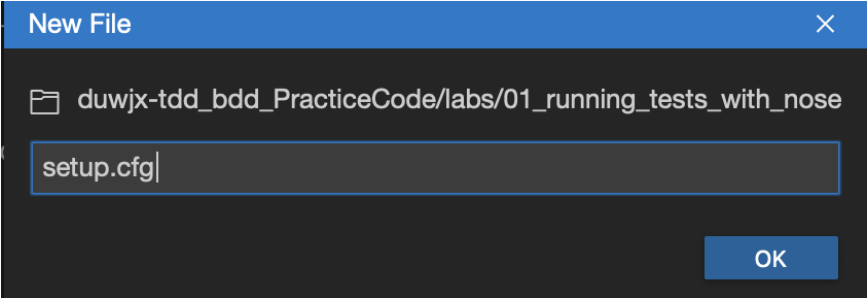 New File
duwjx-tdd_bdd_PracticeCode/labs/01_running_tests_with_nose
setup.cfg
OK